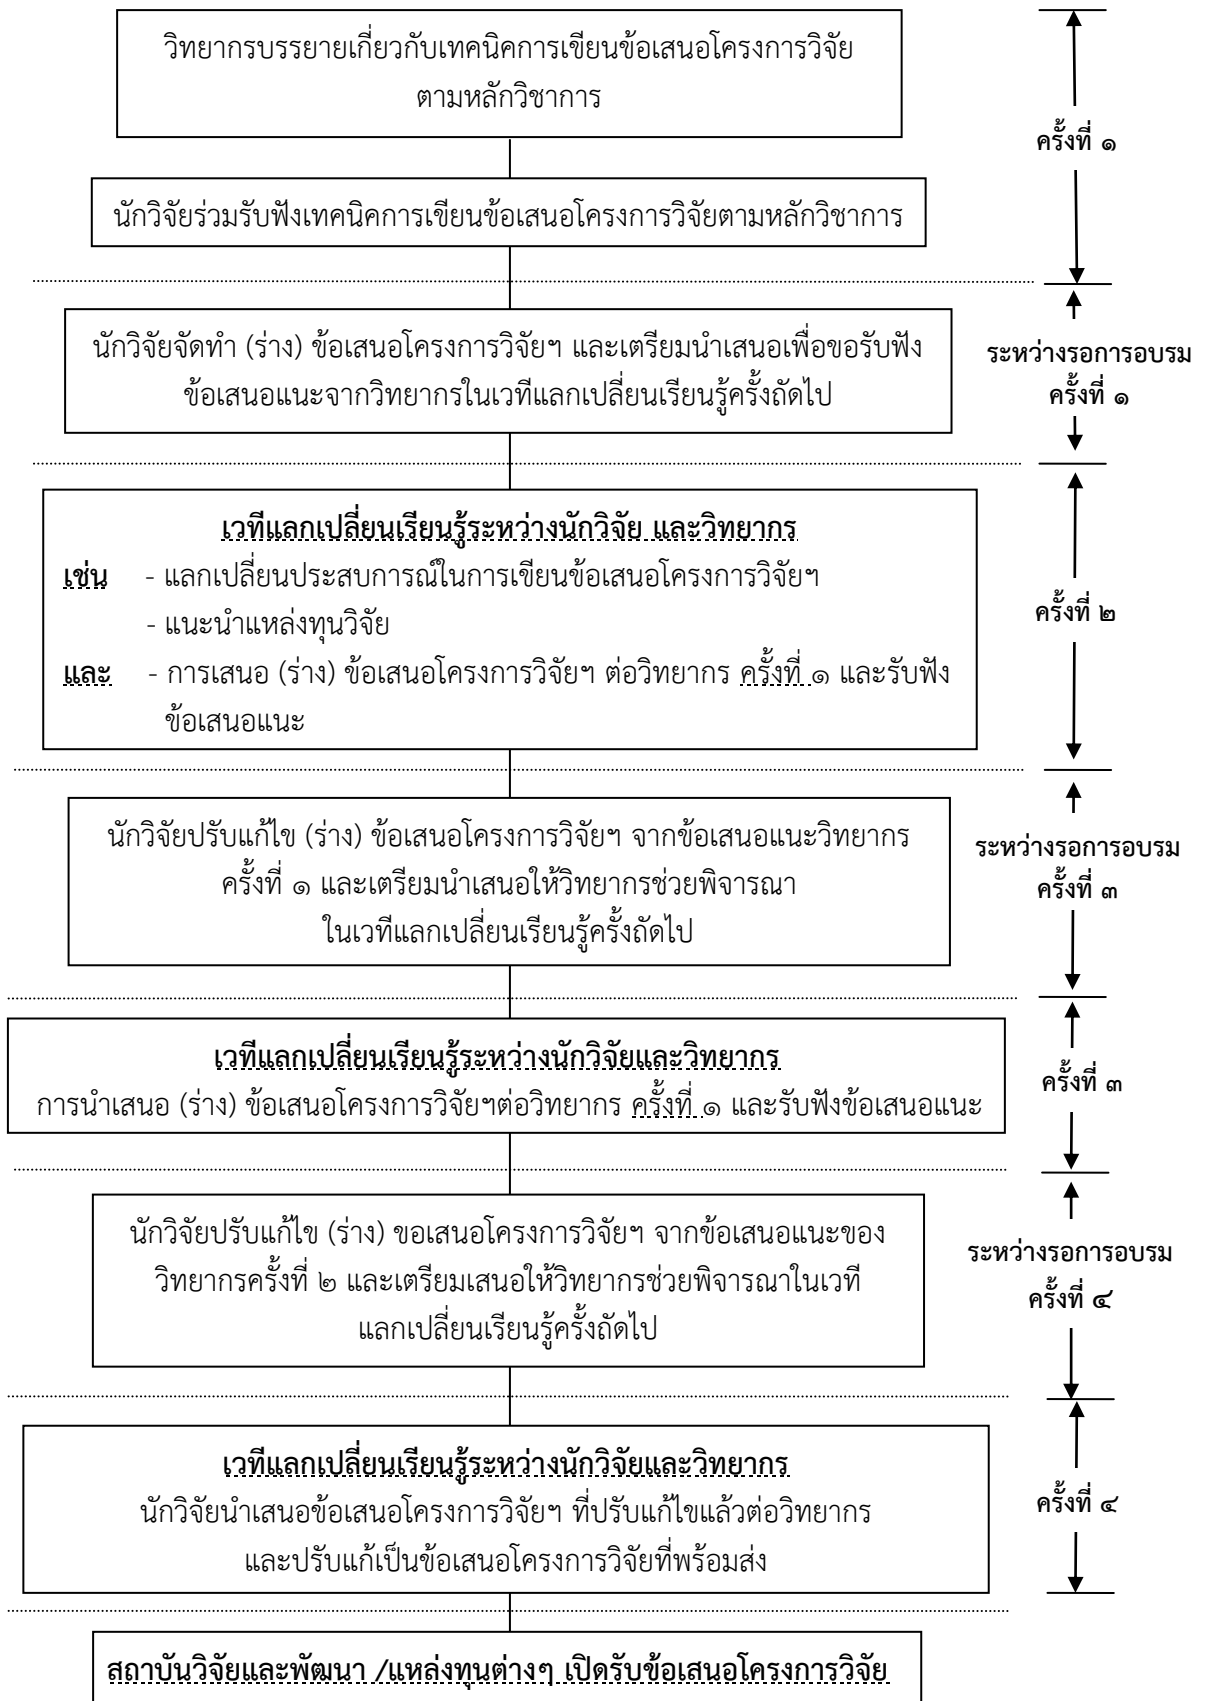 วิทยากรบรรยายเกี่ยวกับเทคนิคการเขียนข้อเสนอโครงการวิจัย
ตามหลักวิชาการ
ครั้งที่ ๑
นักวิจัยร่วมรับฟังเทคนิคการเขียนข้อเสนอโครงการวิจัยตามหลักวิชาการ
นักวิจัยจัดทำ (ร่าง) ข้อเสนอโครงการวิจัยฯ และเตรียมนำเสนอเพื่อขอรับฟัง
ข้อเสนอแนะจากวิทยากรในเวทีแลกเปลี่ยนเรียนรู้ครั้งถัดไป
ระหว่างรอการอบรม
ครั้งที่ ๑
เวทีแลกเปลี่ยนเรียนรู้ระหว่างนักวิจัย และวิทยากร
เช่น - แลกเปลี่ยนประสบการณ์ในการเขียนข้อเสนอโครงการวิจัยฯ
- แนะนำแหล่งทุนวิจัย
และ - การเสนอ (ร่าง) ข้อเสนอโครงการวิจัยฯ ต่อวิทยากร ครั้งที่ ๑ และรับฟัง
ข้อเสนอแนะ
ครั้งที่ ๒
นักวิจัยปรับแก้ไข (ร่าง) ข้อเสนอโครงการวิจัยฯ จากข้อเสนอแนะวิทยากร
ครั้งที่ ๑ และเตรียมนำเสนอให้วิทยากรช่วยพิจารณา
ในเวทีแลกเปลี่ยนเรียนรู้ครั้งถัดไป
ระหว่างรอการอบรม
ครั้งที่ ๓
เวทีแลกเปลี่ยนเรียนรู้ระหว่างนักวิจัยและวิทยากร
การนำเสนอ (ร่าง) ข้อเสนอโครงการวิจัยฯต่อวิทยากร ครั้งที่ ๑ และรับฟังข้อเสนอแนะ
ครั้งที่ ๓
นักวิจัยปรับแก้ไข (ร่าง) ขอเสนอโครงการวิจัยฯ จากข้อเสนอแนะของ
วิทยากรครั้งที่ ๒ และเตรียมเสนอให้วิทยากรช่วยพิจารณาในเวที
แลกเปลี่ยนเรียนรู้ครั้งถัดไป
ระหว่างรอการอบรม
ครั้งที่ ๔
เวทีแลกเปลี่ยนเรียนรู้ระหว่างนักวิจัยและวิทยากร
นักวิจัยนำเสนอข้อเสนอโครงการวิจัยฯ ที่ปรับแก้ไขแล้วต่อวิทยากร
และปรับแก้เป็นข้อเสนอโครงการวิจัยที่พร้อมส่ง
ครั้งที่ ๔
สถาบันวิจัยและพัฒนา /แหล่งทุนต่างๆ เปิดรับข้อเสนอโครงการวิจัย